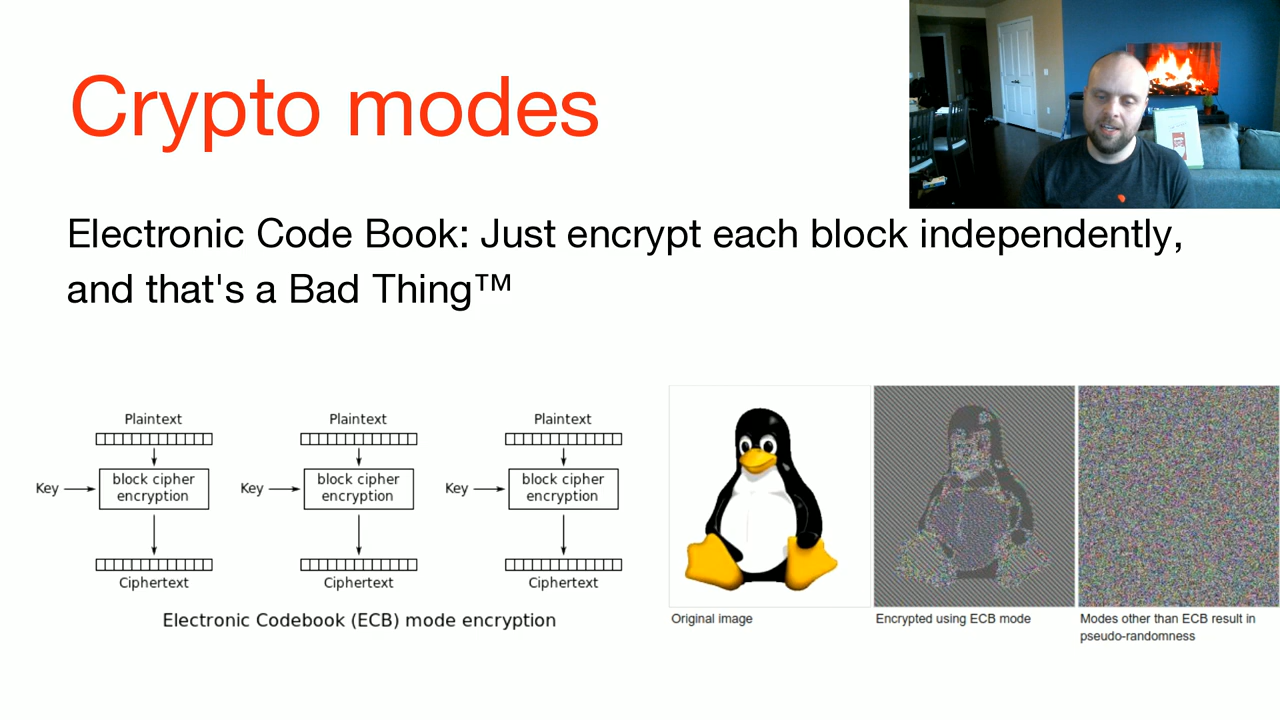 Crypto modes
Electronic Code Book: Just encrypt each block independently,
and that's a Bad Thing™
Plaintext
Plaintext
Plaintext
Key
block cipher
encryption
Key
block cipher
encryption
Key
block cipher
encryption
Ciphertext
Ciphertext
Ciphertext
Electronic Codebook (ECB) mode encryption
Original image
Encrypted using ECB mode
Modes other than ECB result in
pseudo-randomness